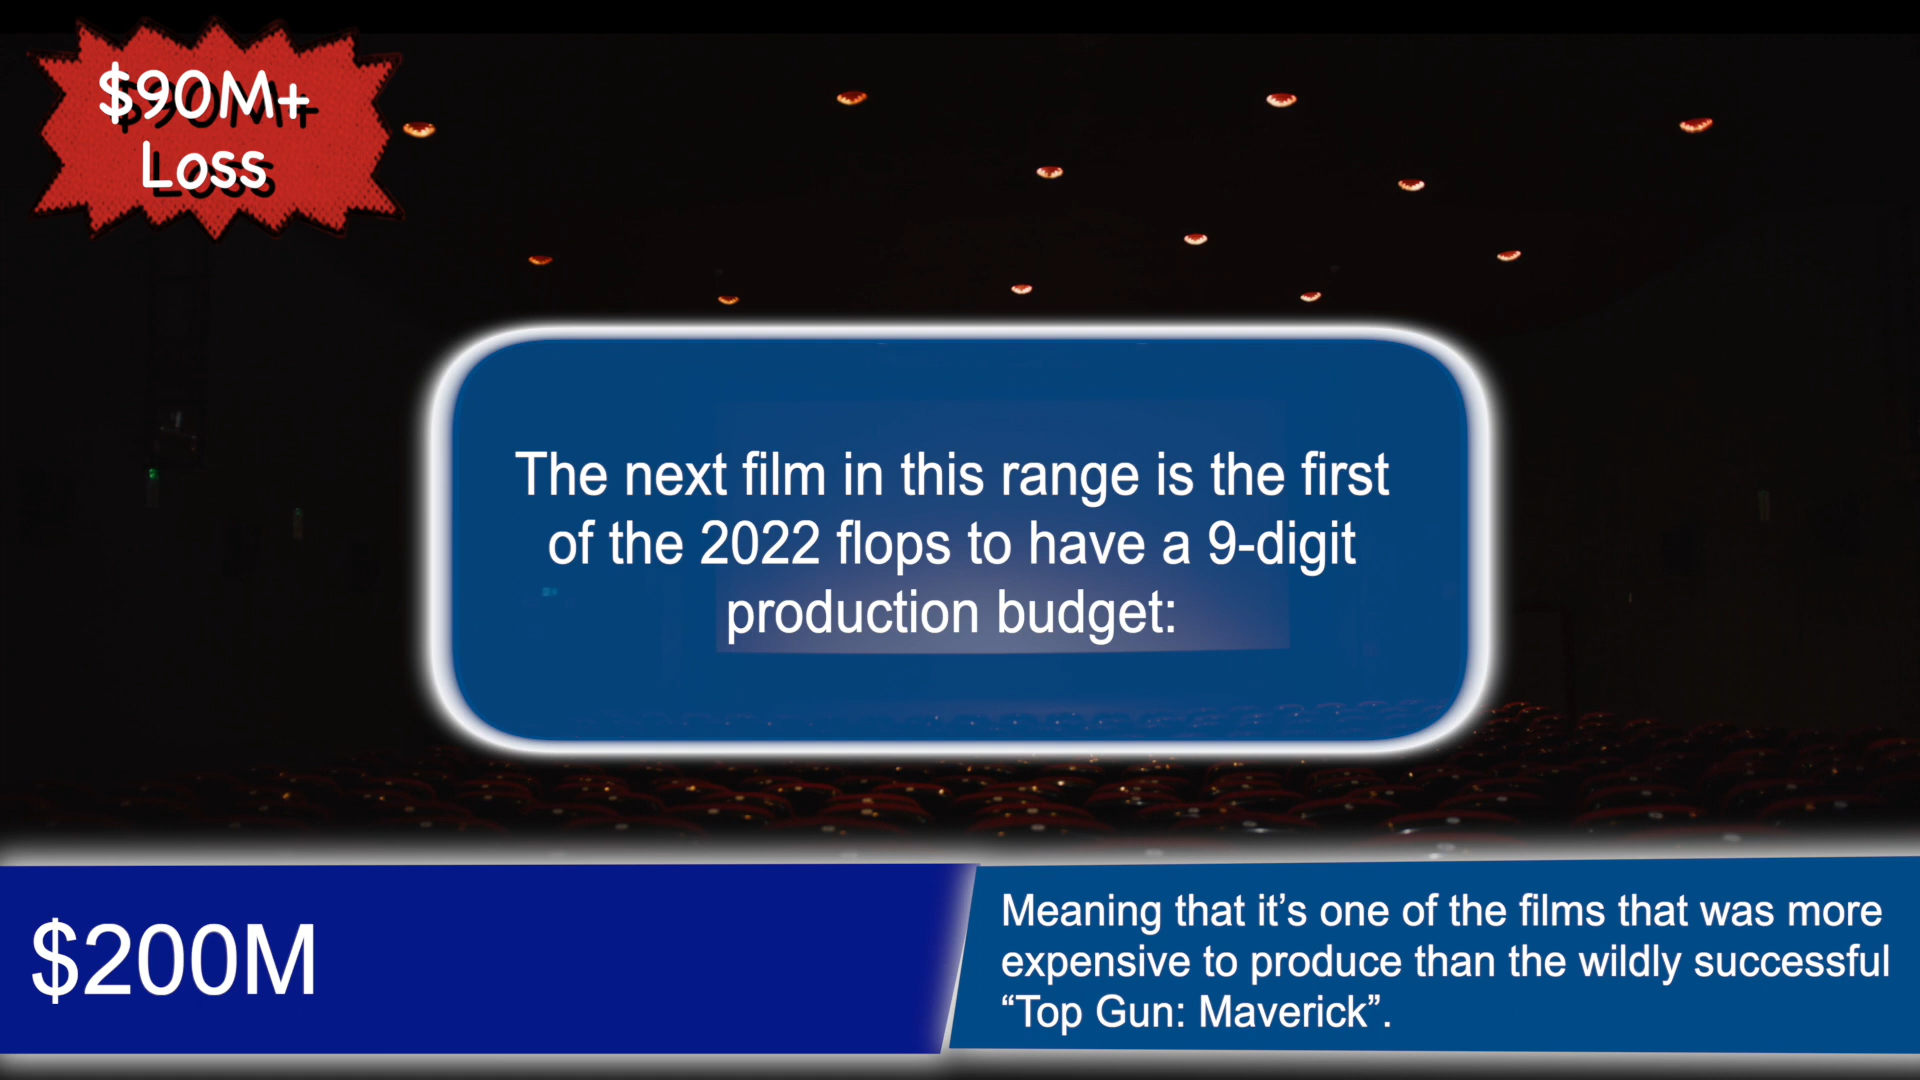 $90M+
Loss
The next film in this range is the first
of the 2022 flops to have a 9-digit
production budget:
$200M
Meaning that it’s one of the films that was more
expensive to produce than the wildly successful
“Top Gun: Maverick”.